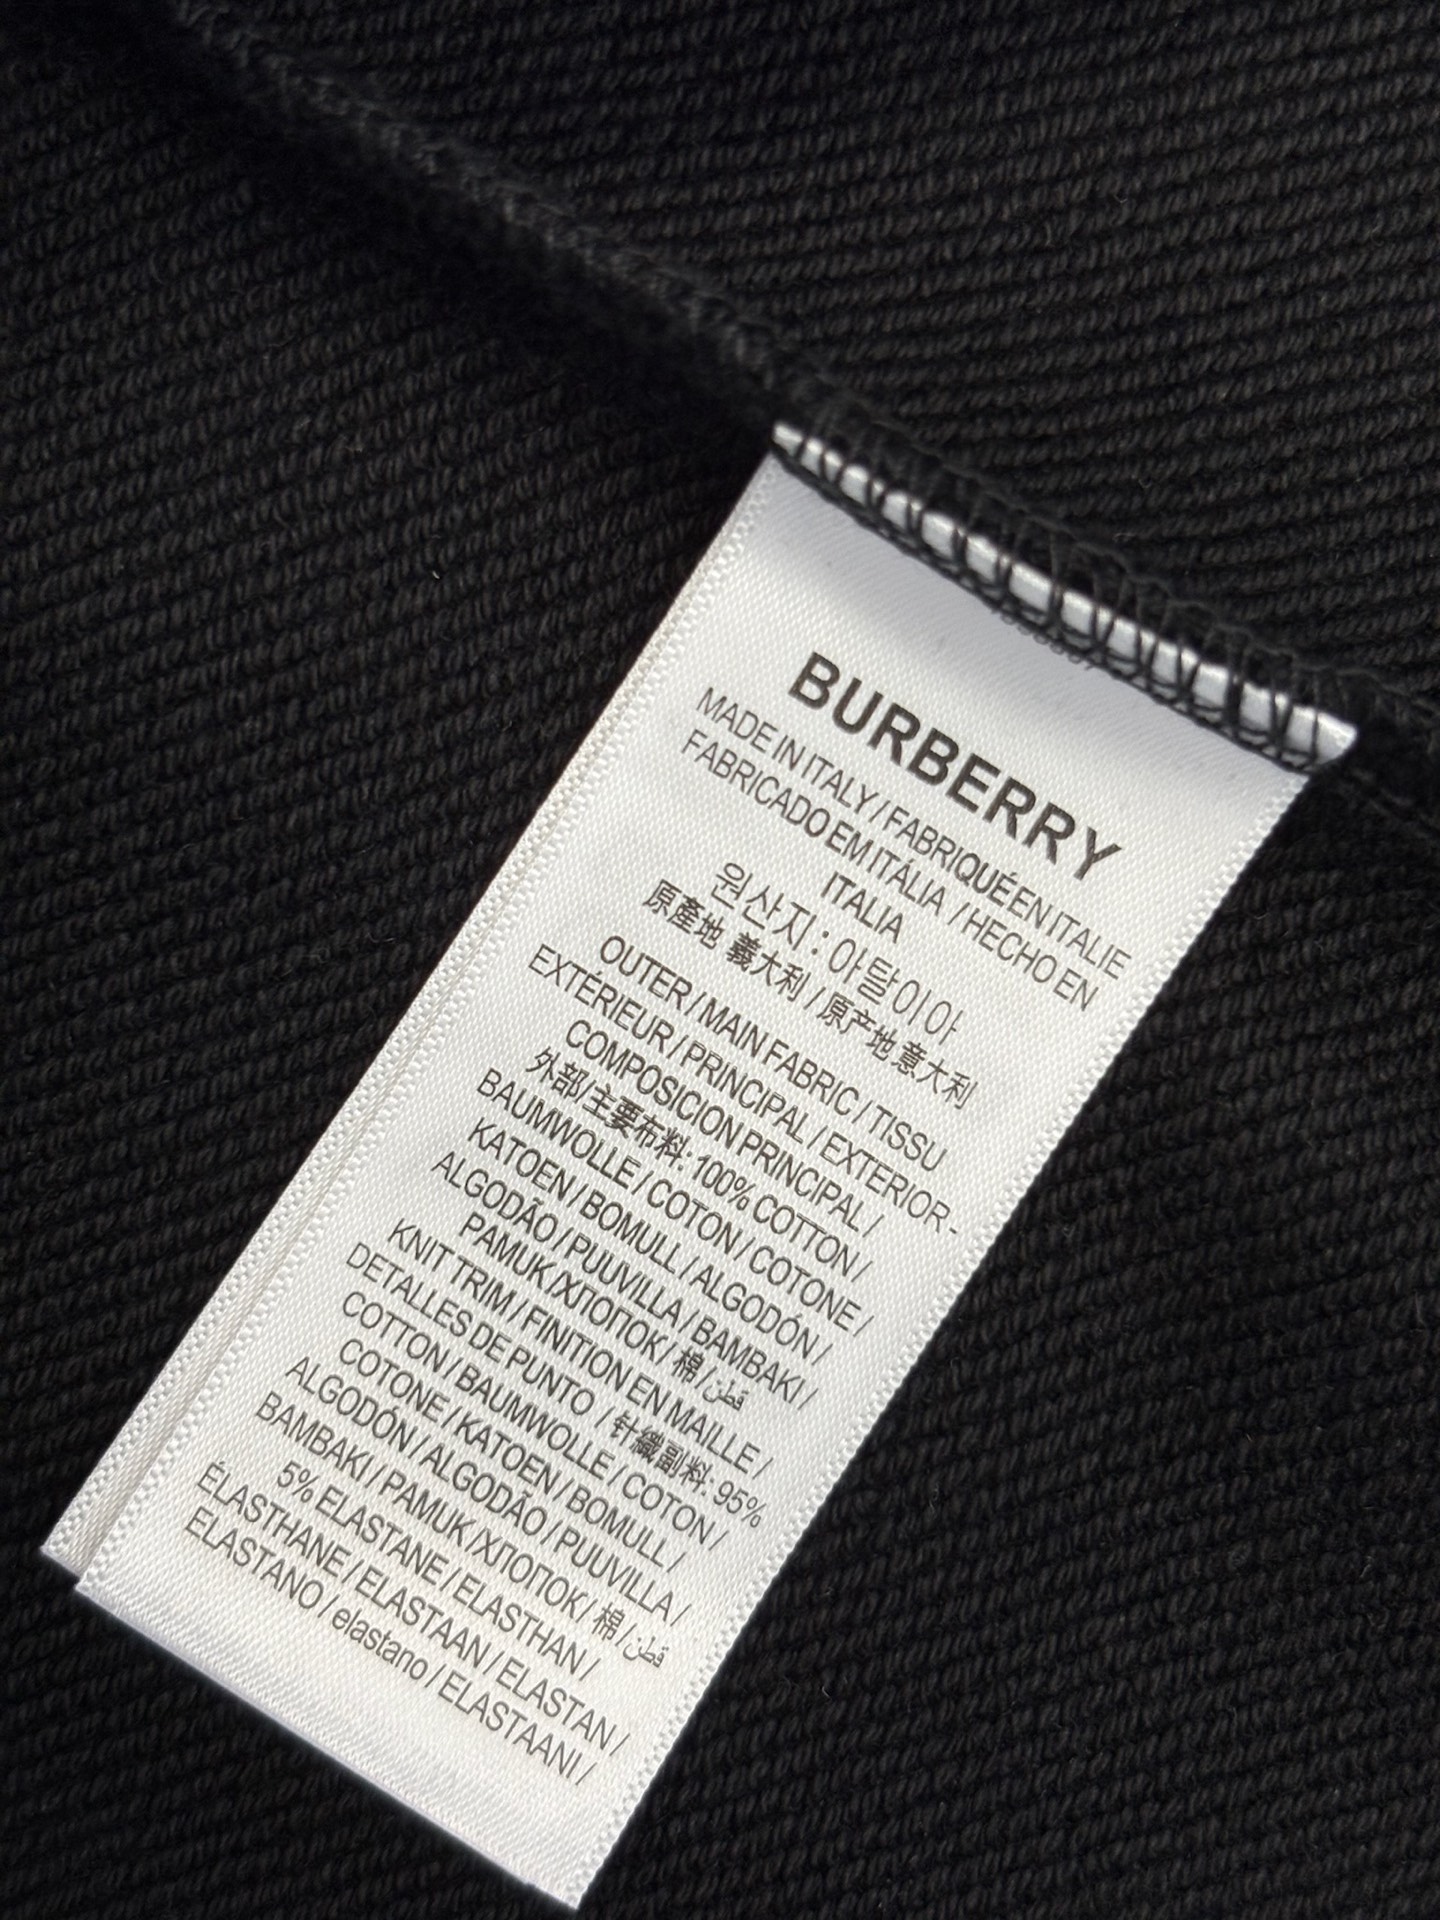 BURBERRY
MADE IN ITALY / FABRIQUÉ EN ITALIE
FABRICADO EM ITÁLIA / HECHO EN
ITALIA
원산지 : 이탈이아
原產地 義大利 / 原产地 意大利
OUTER / MAIN FABRIC / TISSU
EXTÉRIEUR / PRINCIPAL / EXTERIOR -
COMPOSICION PRINCIPAL /
外部/主要布料: 100% COTTON /
BAUMWOLLE / COTON / COTONE /
KATOEN / BOMULL / ALGODÓN /
ALGODÃO / PUUVILLA / BAMBAKI /
PAMUK / ХЛОПОК / 棉 / قطن
KNIT TRIM / FINITION EN MAILLE /
DETALLES DE PUNTO / 针織副料: 95%
COTTON / BAUMWOLLE / COTON /
COTONE / KATOEN / BOMULL /
ALGODÓN / ALGODÃO / PUUVILLA /
BAMBAKI / PAMUK / ХЛОПОК / 棉 / قطن
5% ELASTANE / ELASTHAN /
ÉLASTHANE / ELASTAAN / ELASTAN /
ELASTANO / elastano / ELASTAANI /